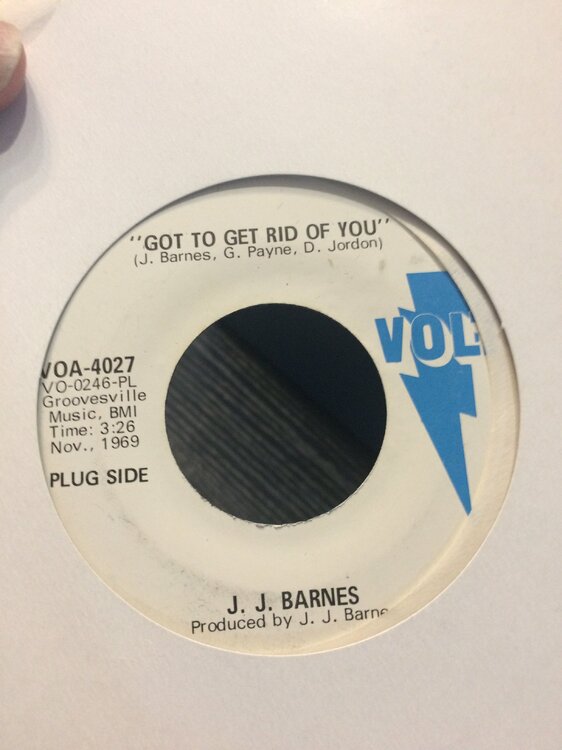 "GOT TO GET RID OF YOU"
(J. Barnes, G. Payne, D. Jordon)
VOL
VOA-4027
VO-0246-PL
Groovesville
Music, BMI
Time: 3:26
Nov., 1969
PLUG SIDE
J. J. BARNES
Produced by J. J. Barne